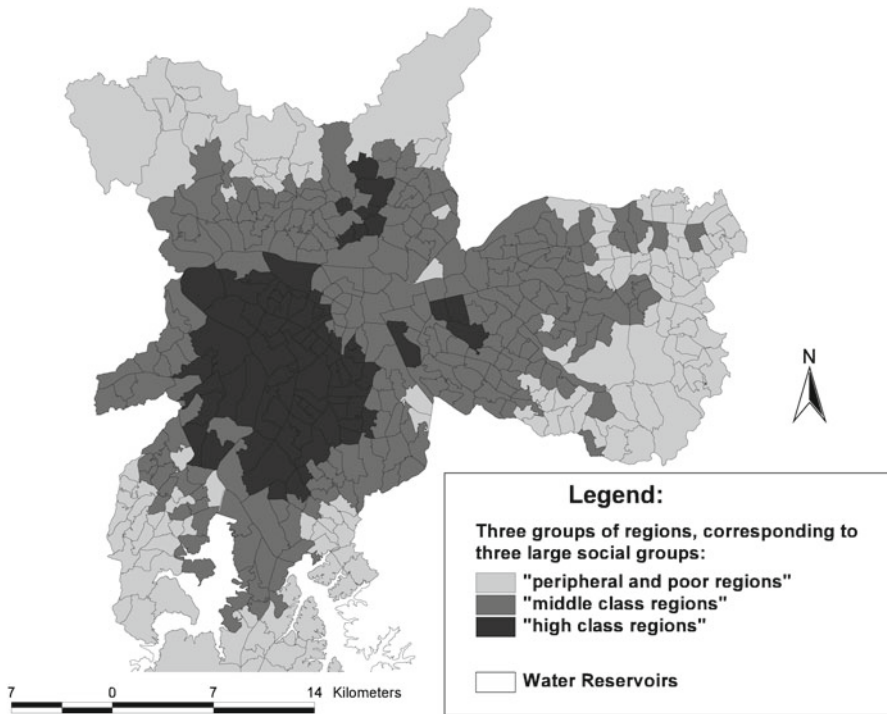 N
Legend:
Three groups of regions, corresponding to
three large social groups:
"peripheral and poor regions"
"middle class regions"
"high class regions"
Water Reservoirs
7 0 7 14 Kilometers